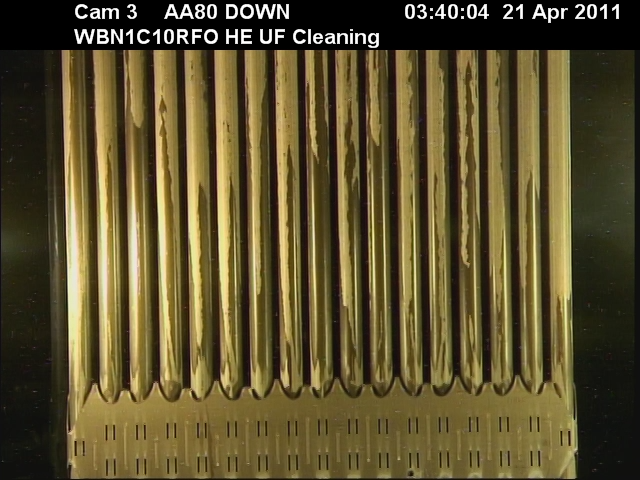 Cam 3 AA80 DOWN 03:40:04 21 Apr 2011
WBN1C10RFO HE UF Cleaning